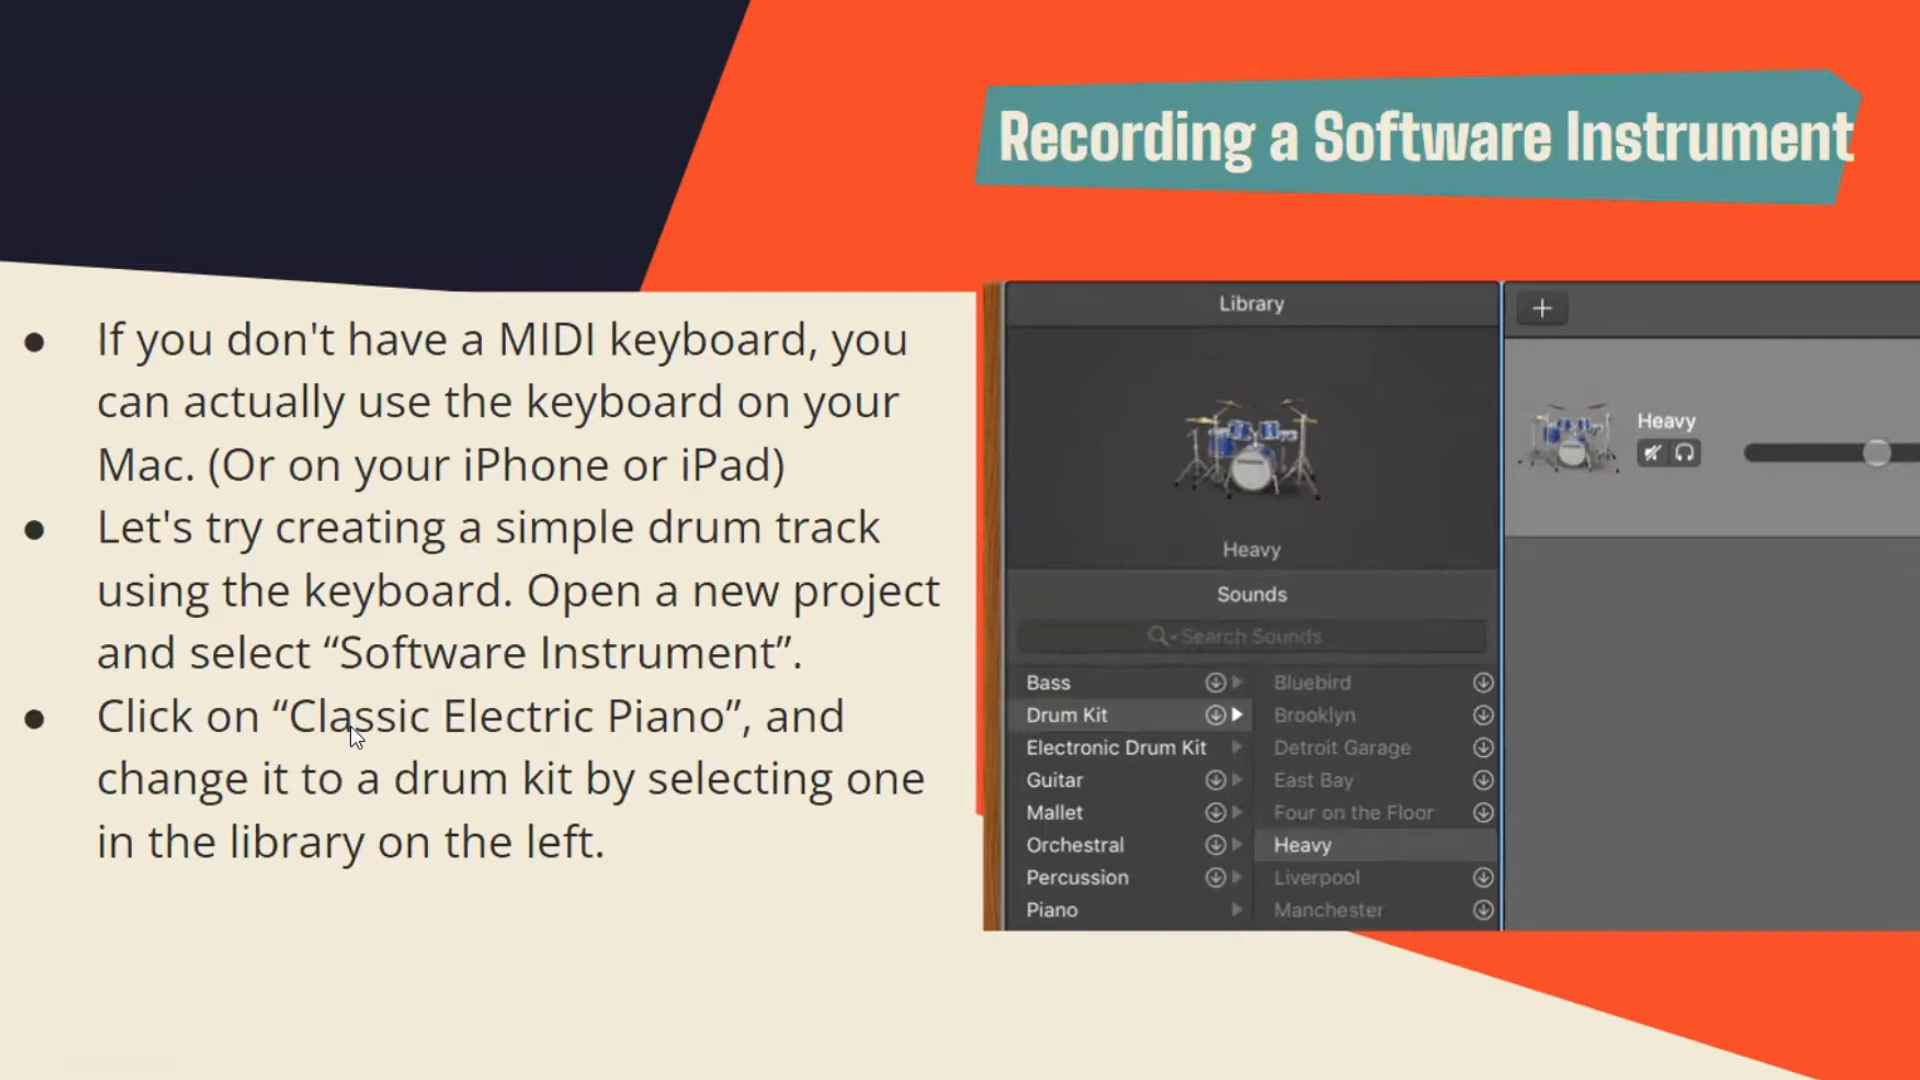 Recording a Software Instrument
● If you don't have a MIDI keyboard, you
can actually use the keyboard on your
Mac. (Or on your iPhone or iPad)
● Let's try creating a simple drum track
using the keyboard. Open a new project
and select “Software Instrument”.
● Click on “Classic Electric Piano”, and
change it to a drum kit by selecting one
in the library on the left.
Library
Heavy
Sounds
Search Sounds
Bass
Drum Kit
Electronic Drum Kit
Guitar
Mallet
Orchestral
Percussion
Piano
Bluebird
Brooklyn
Detroit Garage
East Bay
Four on the Floor
Heavy
Liverpool
Manchester
Heavy